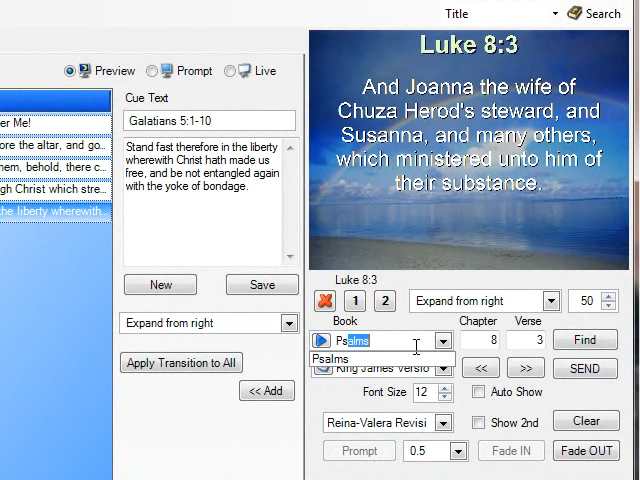 Title
Search
Preview
Prompt
Live
er Me!
ore the altar, and go...
hem, behold, there c...
gh Christ which stre...
the liberty wherewith...
Cue Text
Galatians 5:1-10
Stand fast therefore in the liberty
wherewith Christ hath made us
free, and be not entangled again
with the yoke of bondage.
New
Save
Expand from right
Apply Transition to All
<< Add
Luke 8:3
And Joanna the wife of
Chuza Herod's steward, and
Susanna, and many others,
which ministered unto him of
their substance.
Luke 8:3
1
2
Expand from right
50
Book
Chapter
Verse
Psalms
8
3
Find
Psalms
King James Versio
<<
>>
SEND
Font Size
12
Auto Show
Reina-Valera Revisi
Show 2nd
Clear
Prompt
0.5
Fade IN
Fade OUT